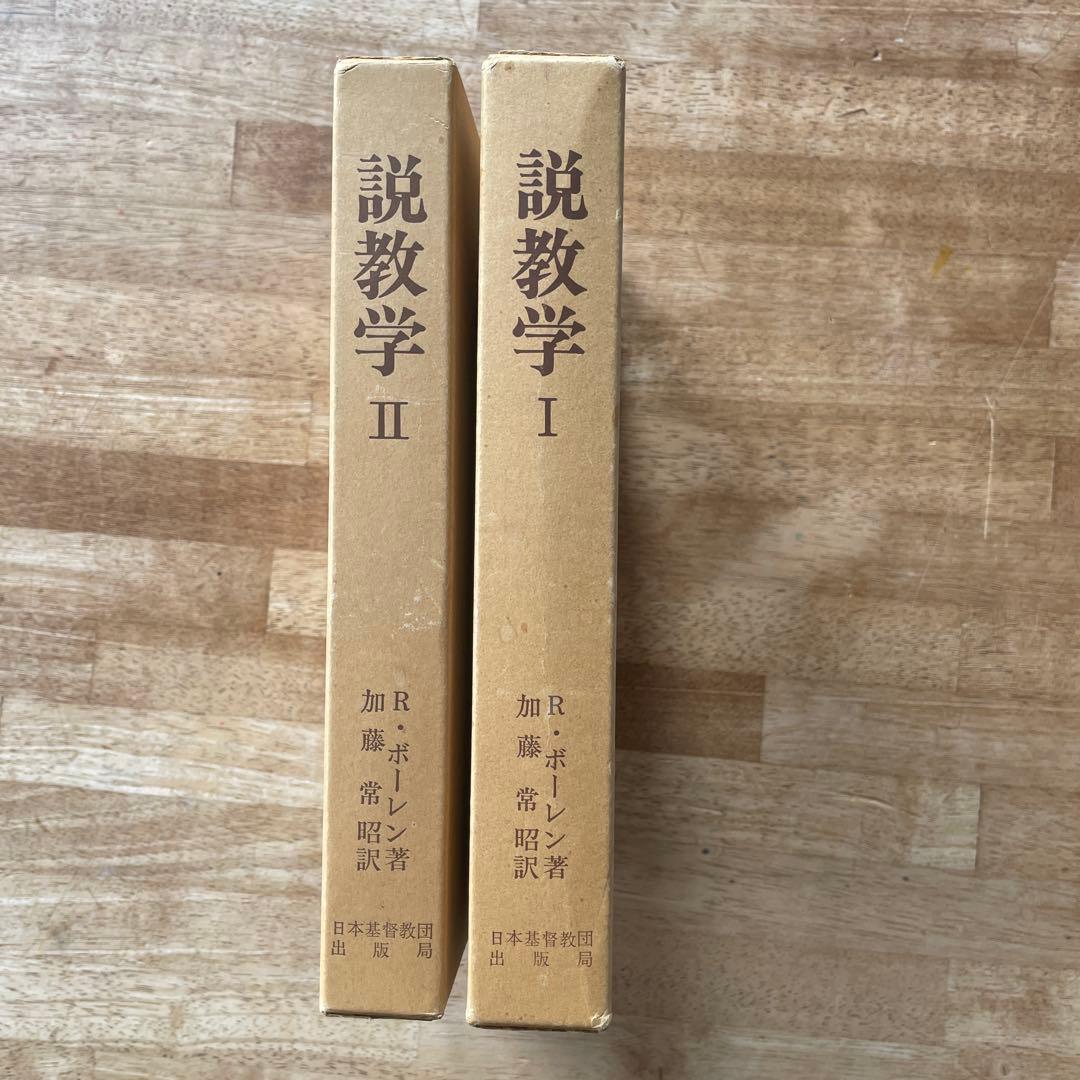 説教学 I
R・ボーレン著
加藤常昭訳
日本基督教団
出版局
説教学 II
R・ボーレン著
加藤常昭訳
日本基督教団
出版局